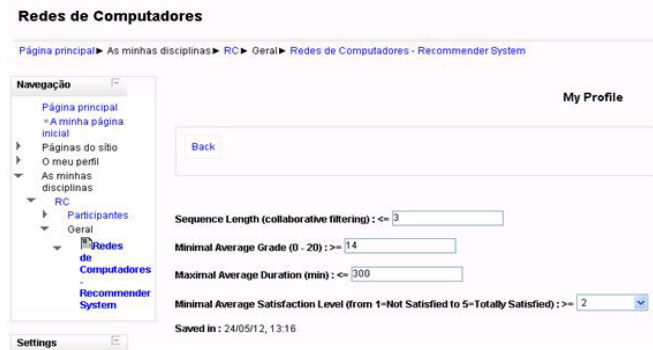 Redes de Computadores
Página principal► As minhas disciplinas► RC► Geral► Redes de Computadores - Recommender System
Navegação
Página principal
A minha página
inicial
Páginas do sítio
O meu perfil
As minhas
disciplinas
RC
Participantes
Geral
Redes
de
Computadores
-
Recommender
System
Settings
My Profile
Back
Sequence Length (collaborative filtering) : <= 3
Minimal Average Grade (0 - 20) : >= 14
Maximal Average Duration (min) : <= 300
Minimal Average Satisfaction Level (from 1=Not Satisfied to 5=Totally Satisfied) : >= 2
Saved in : 24/05/12, 13:16